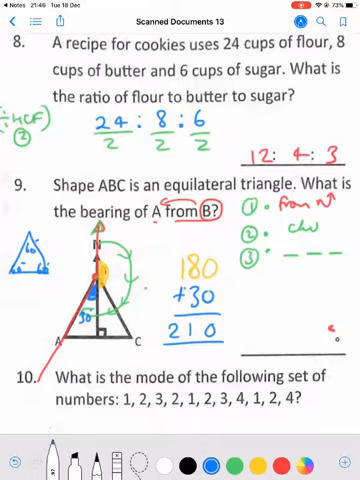 Notes 21:46 Tue 18 Dec
73%
Scanned Documents 13
8. A recipe for cookies uses 24 cups of flour, 8
cups of butter and 6 cups of sugar. What is
the ratio of flour to butter to sugar?
(÷HCF)
2
24 : 8 : 6
2 2 2
12 : 4 : 3
9. Shape ABC is an equilateral triangle. What is
the bearing of A from B?
1 • from N
2 •
3 • _ _ _
60
60 60
N
30
A
C
180
+30
210
10. What is the mode of the following set of
numbers: 1, 2, 3, 2, 1, 2, 3, 4, 1, 2, 4?
.97